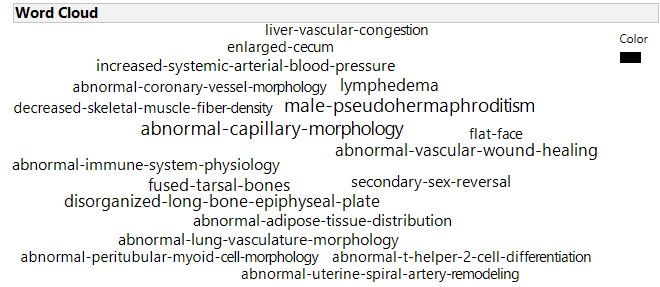 Word Cloud
liver-vascular-congestion
Color
enlarged-cecum
increased-systemic-arterial-blood-pressure
abnormal-coronary-vessel-morphology lymphedema
decreased-skeletal-muscle-fiber-density male-pseudohermaphroditism
abnormal-capillary-morphology flat-face
abnormal-vascular-wound-healing
abnormal-immune-system-physiology
fused-tarsal-bones secondary-sex-reversal
disorganized-long-bone-epiphyseal-plate
abnormal-adipose-tissue-distribution
abnormal-lung-vasculature-morphology
abnormal-peritubular-myoid-cell-morphology abnormal-t-helper-2-cell-differentiation
abnormal-uterine-spiral-artery-remodeling